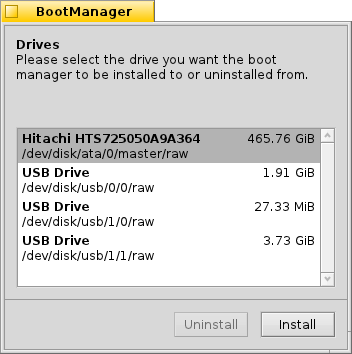 BootManager
Drives
Please select the drive you want the boot
manager to be installed to or uninstalled from.
Hitachi HTS725050A9A364 465.76 GiB
/dev/disk/ata/0/master/raw
USB Drive 1.91 GiB
/dev/disk/usb/0/0/raw
USB Drive 27.33 MiB
/dev/disk/usb/1/0/raw
USB Drive 3.73 GiB
/dev/disk/usb/1/1/raw
Uninstall Install